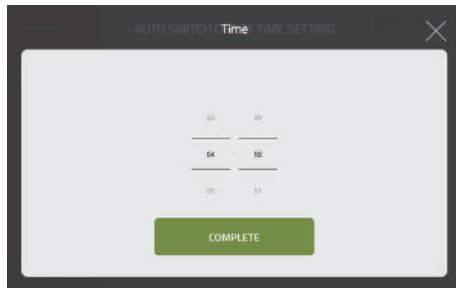 AUTO SWITCH TIME SETTING
Time
03 49
04 : 50
05 51
COMPLETE